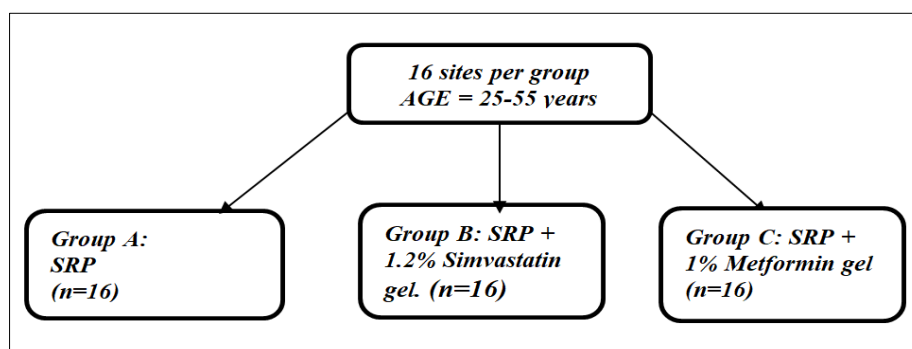 16 sites per group
AGE = 25-55 years
Group A:
SRP
(n=16)
Group B: SRP +
1.2% Simvastatin
gel. (n=16)
Group C: SRP +
1% Metformin gel
(n=16)